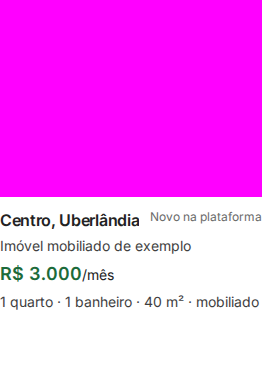 Centro, Uberlândia Novo na plataforma
Imóvel mobiliado de exemplo
R$ 3.000/mês
1 quarto · 1 banheiro · 40 m² · mobiliado